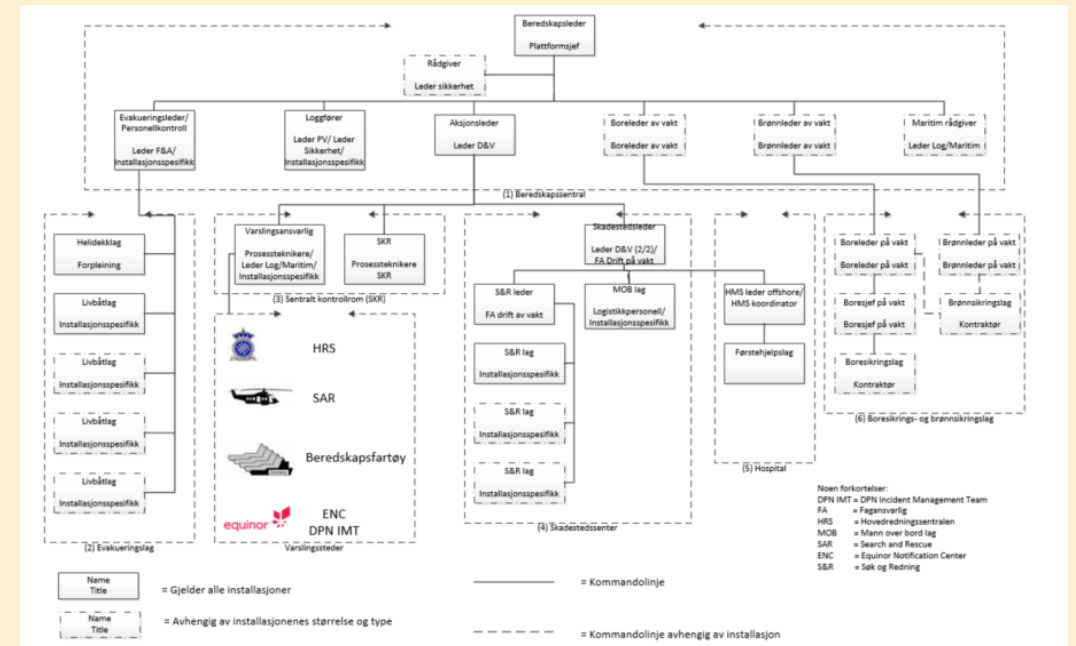 Beredskapsleder
Plattformsjef
Rådgiver
Leder sikkerhet
Evakueringsleder/
Personellkontroll
Leder F&A/
Installasjonsspesifikk
Loggfører
Leder PV/ Leder
Sikkerhet/
Installasjonsspesifikk
Aksjonsleder
Leder D&V
Boreleder av vakt
Boreleder av vakt
Brønnleder av vakt
Brønnleder av vakt
Maritim rådgiver
Leder Log/Maritim
(1) Beredskapssentral
Helidekklag
Forpleining
Livbåtlag
Installasjonsspesifikk
Livbåtlag
Installasjonsspesifikk
Livbåtlag
Installasjonsspesifikk
Livbåtlag
Installasjonsspesifikk
(2) Evakueringslag
Varslingsansvarlig
Prosessteknikere/
Leder Log/Maritim/
Installasjonsspesifikk
SKR
Prosessteknikere
SKR
(3) Sentralt kontrollrom (SKR)
HRS
SAR
Beredskapsfartøy
equinor
ENC
DPN IMT
Varslingssteder
Skadestedsleder
Leder D&V (2/2)/
FA Drift på vakt
S&R leder
FA drift av vakt
MOB lag
Logistikkpersonell/
Installasjonsspesifikk
S&R lag
Installasjonsspesifikk
S&R lag
Installasjonsspesifikk
S&R lag
Installasjonsspesifikk
(4) Skadestedssenter
HMS leder offshore/
HMS koordinator
Førstehjelpslag
(5) Hospital
Boreleder på vakt
Boreleder på vakt
Boresjef på vakt
Boresjef på vakt
Boresikringslag
Kontraktør
Brønnleder på vakt
Brønnleder på vakt
Brønnsikringslag
Kontraktør
(6) Boresikrings- og brønnsikringslag
Noen forkortelser:
DPN IMT = DPN Incident Management Team
FA = Fagansvarlig
HRS = Hovedredningssentralen
MOB = Mann over bord lag
SAR = Search and Rescue
ENC = Equinor Notification Center
S&R = Søk og Redning
Name
Title
= Gjelder alle installasjoner
Name
Title
= Avhengig av installasjonenes størrelse og type
= Kommandolinje
= Kommandolinje avhengig av installasjon